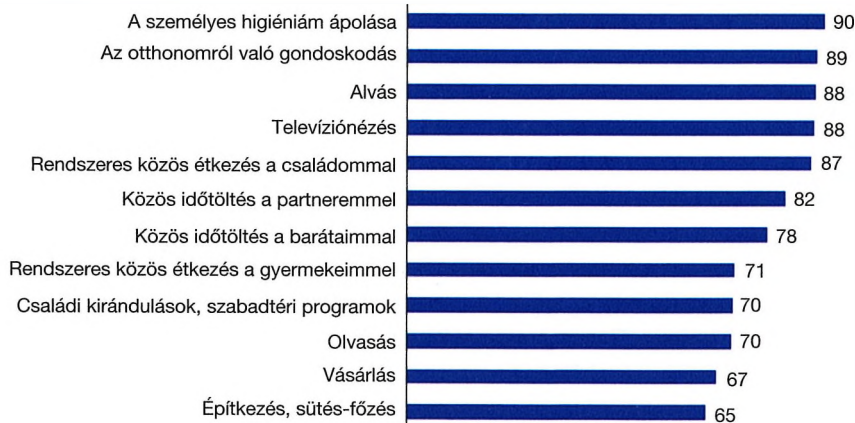 A személyes higiéniám ápolása 90
Az otthonomról való gondoskodás 89
Alvás 88
Televíziónézés 88
Rendszeres közös étkezés a családommal 87
Közös időtöltés a partneremmel 82
Közös időtöltés a barátaimmal 78
Rendszeres közös étkezés a gyermekeimmel 71
Családi kirándulások, szabadtéri programok 70
Olvasás 70
Vásárlás 67
Építkezés, sütés-főzés 65